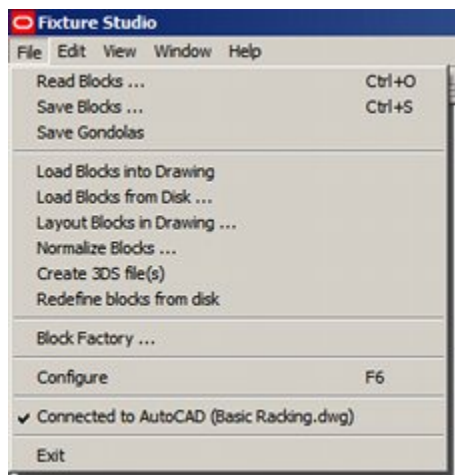 Fixture Studio
File Edit View Window Help
Read Blocks ... Ctrl+O
Save Blocks ... Ctrl+S
Save Gondolas
Load Blocks into Drawing
Load Blocks from Disk ...
Layout Blocks in Drawing ...
Normalize Blocks ...
Create 3DS file(s)
Redefine blocks from disk
Block Factory ...
Configure F6
Connected to AutoCAD (Basic Racking.dwg)
Exit